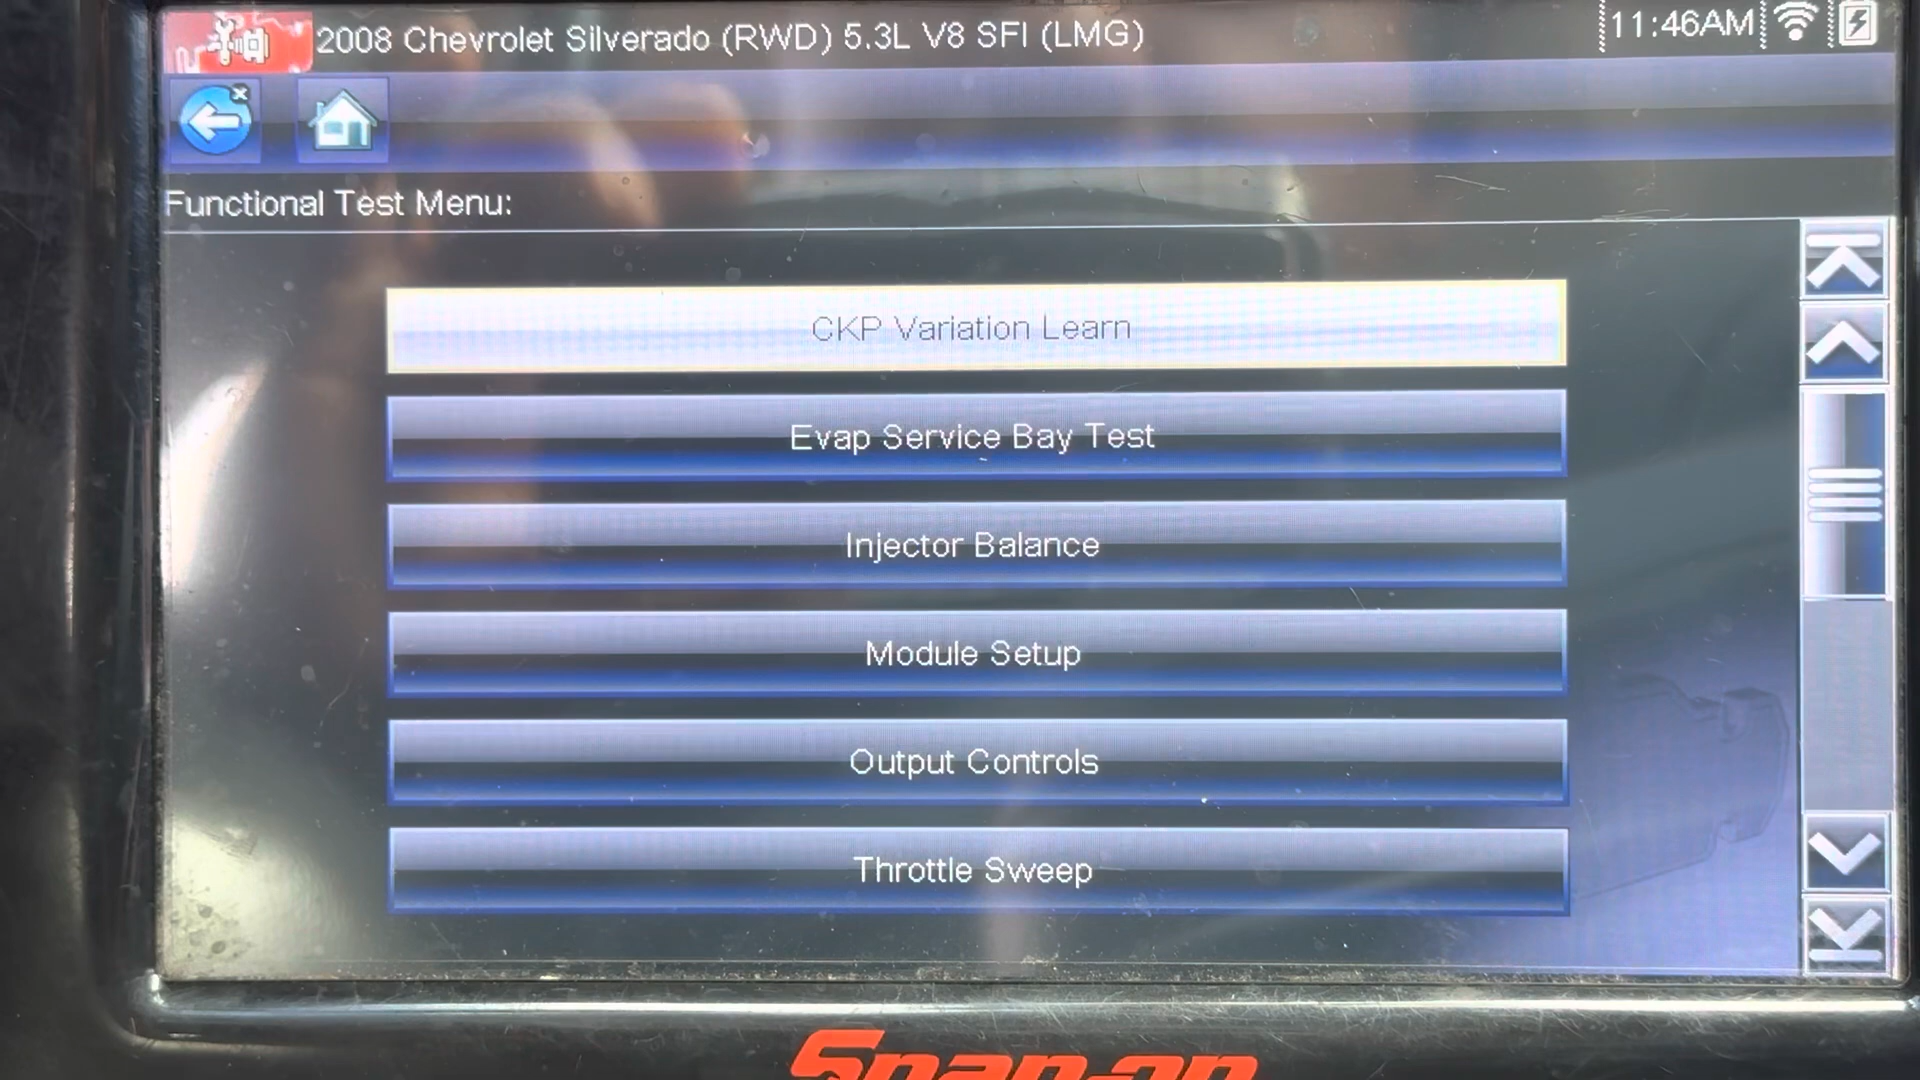 2008 Chevrolet Silverado (RWD) 5.3L V8 SFI (LMG)
11:46AM
Functional Test Menu:
CKP Variation Learn
Evap Service Bay Test
Injector Balance
Module Setup
Output Controls
Throttle Sweep
Snap-on